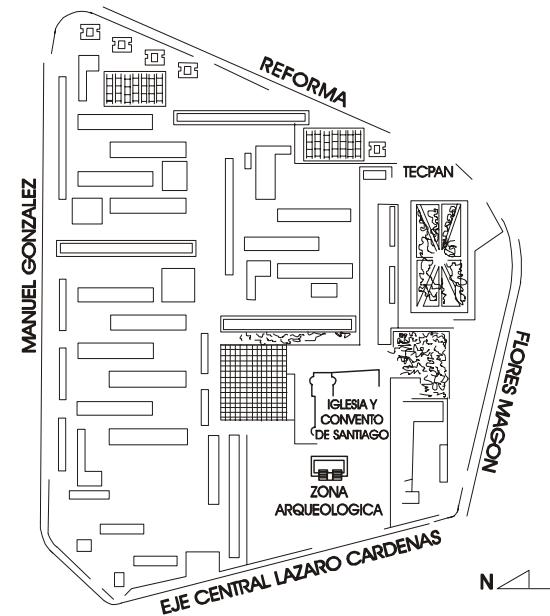 REFORMA
TECPAN
MANUEL GONZALEZ
FLORES MAGON
IGLESIA Y
CONVENTO
DE SANTIAGO
ZONA
ARQUEOLOGICA
EJE CENTRAL LAZARO CARDENAS
N